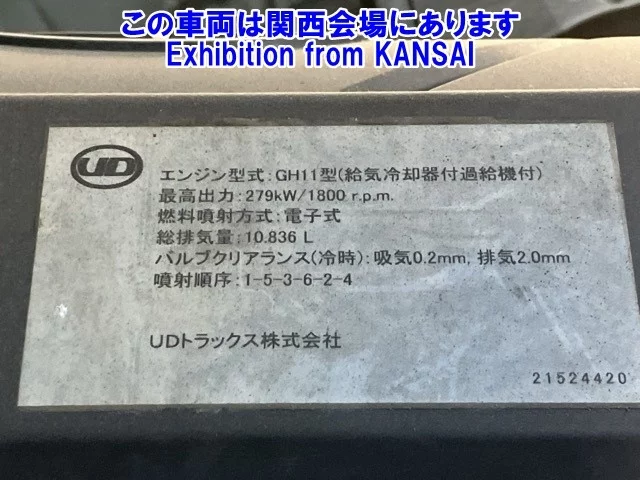 この車両は関西会場にあります
Exhibition from KANSAI
UD
エンジン型式：GH11型(給気冷却器付過給機付)
最高出力：279kW/1800 r.p.m.
燃料噴射方式：電子式
総排気量：10.836 L
バルブクリアランス(冷時)：吸気0.2mm, 排気2.0mm
噴射順序：1-5-3-6-2-4
UDトラックス株式会社
21524420